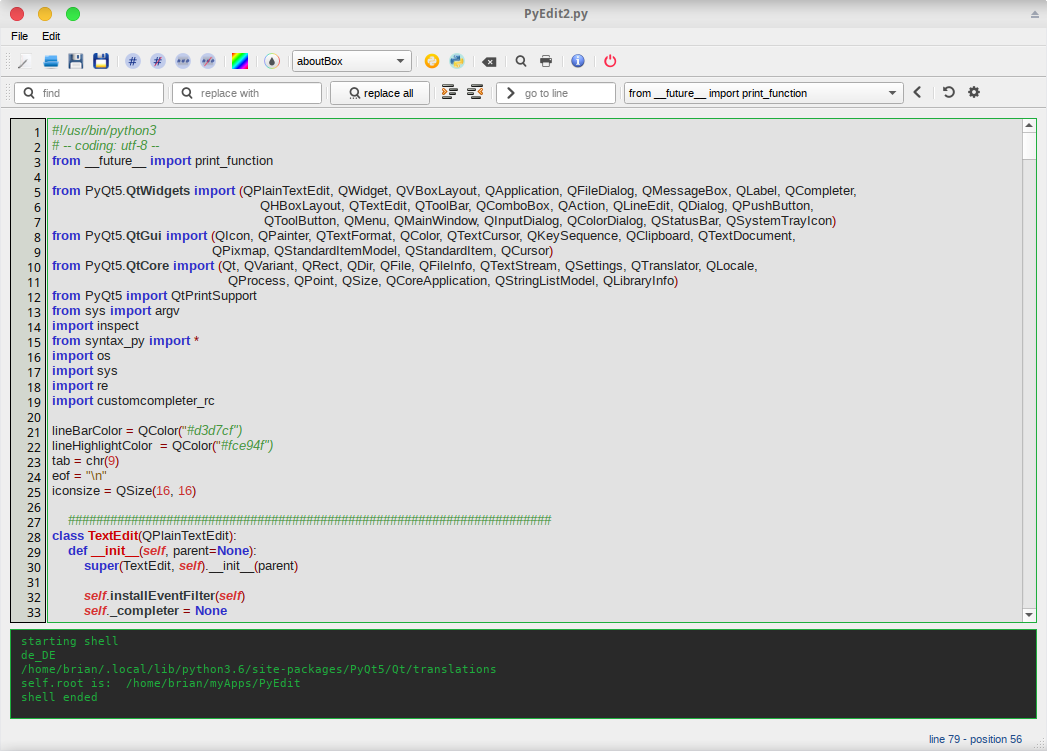 PyEdit2.py
File Edit
# # aboutBox
find replace with replace all go to line from __future__ import print_function
1 #!/usr/bin/python3
2 # -- coding: utf-8 --
3 from __future__ import print_function
4
5 from PyQt5.QtWidgets import (QPlainTextEdit, QWidget, QVBoxLayout, QApplication, QFileDialog, QMessageBox, QLabel, QCompleter,
6 QHBoxLayout, QTextEdit, QToolBar, QComboBox, QAction, QLineEdit, QDialog, QPushButton,
7 QToolButton, QMenu, QMainWindow, QInputDialog, QColorDialog, QStatusBar, QSystemTrayIcon)
8 from PyQt5.QtGui import (QIcon, QPainter, QTextFormat, QColor, QTextCursor, QKeySequence, QClipboard, QTextDocument,
9 QPixmap, QStandardItemModel, QStandardItem, QCursor)
10 from PyQt5.QtCore import (Qt, QVariant, QRect, QDir, QFile, QFileInfo, QTextStream, QSettings, QTranslator, QLocale,
11 QProcess, QPoint, QSize, QCoreApplication, QStringListModel, QLibraryInfo)
12 from PyQt5 import QtPrintSupport
13 from sys import argv
14 import inspect
15 from syntax_py import *
16 import os
17 import sys
18 import re
19 import customcompleter_rc
20
21 lineBarColor = QColor("#d3d7cf")
22 lineHighlightColor  = QColor("#fce94f")
23 tab = chr(9)
24 eof = "\n"
25 iconsize = QSize(16, 16)
26
27 #####################################################################
28 class TextEdit(QPlainTextEdit):
29 def __init__(self, parent=None):
30 super(TextEdit, self).__init__(parent)
31
32 self.installEventFilter(self)
33 self._completer = None
starting shell
de_DE
/home/brian/.local/lib/python3.6/site-packages/PyQt5/Qt/translations
self.root is:  /home/brian/myApps/PyEdit
shell ended
line 79 - position 56